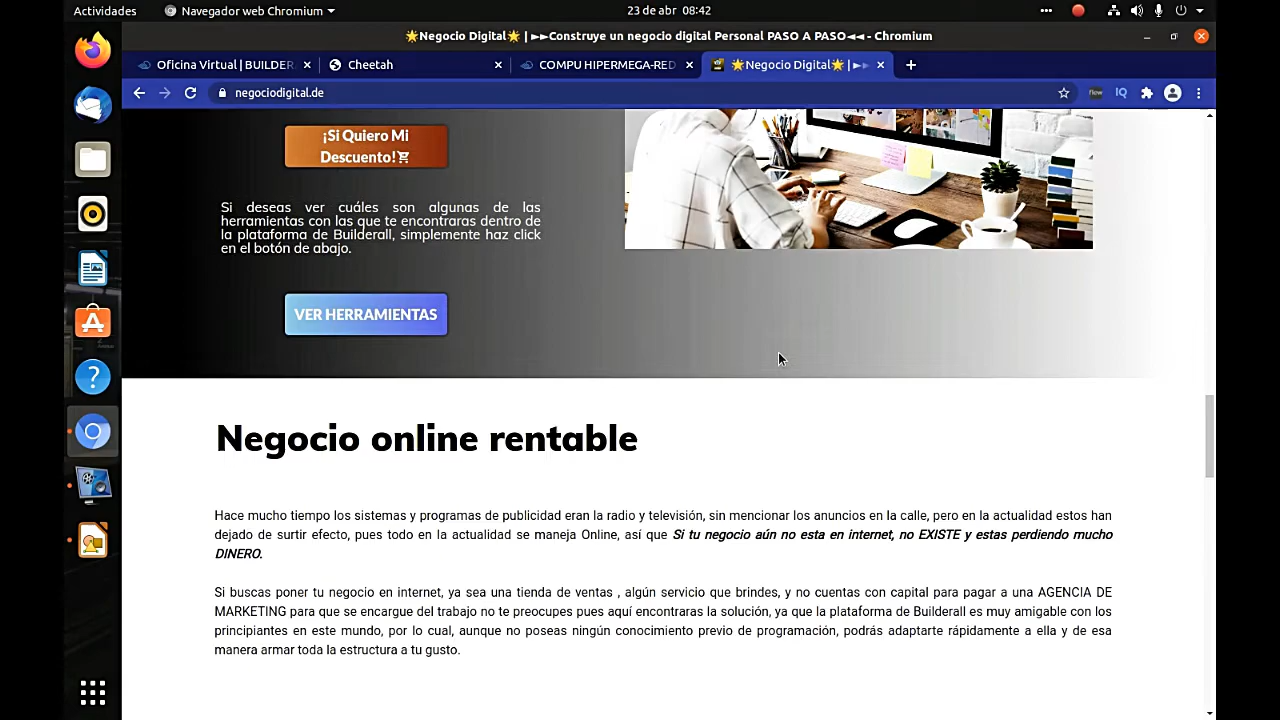 Actividades
Navegador web Chromium
23 de abr 08:42
🌟Negocio Digital🌟 | ►►Construye un negocio digital Personal PASO A PASO◄◄ - Chromium
Oficina Virtual | BUILDER
Cheetah
COMPU HIPERMEGA-RED
🌟Negocio Digital🌟 | ►►
negociodigital.de
IQ
¡Si Quiero Mi
Descuento!
Si deseas ver cuáles son algunas de las
herramientas con las que te encontraras dentro de
la plataforma de Builderall, simplemente haz click
en el botón de abajo.
VER HERRAMIENTAS
Negocio online rentable
Hace mucho tiempo los sistemas y programas de publicidad eran la radio y televisión, sin mencionar los anuncios en la calle, pero en la actualidad estos han
dejado de surtir efecto, pues todo en la actualidad se maneja Online, así que Si tu negocio aún no esta en internet, no EXISTE y estas perdiendo mucho
DINERO.
Si buscas poner tu negocio en internet, ya sea una tienda de ventas , algún servicio que brindes, y no cuentas con capital para pagar a una AGENCIA DE
MARKETING para que se encargue del trabajo no te preocupes pues aquí encontraras la solución, ya que la plataforma de Builderall es muy amigable con los
principiantes en este mundo, por lo cual, aunque no poseas ningún conocimiento previo de programación, podrás adaptarte rápidamente a ella y de esa
manera armar toda la estructura a tu gusto.